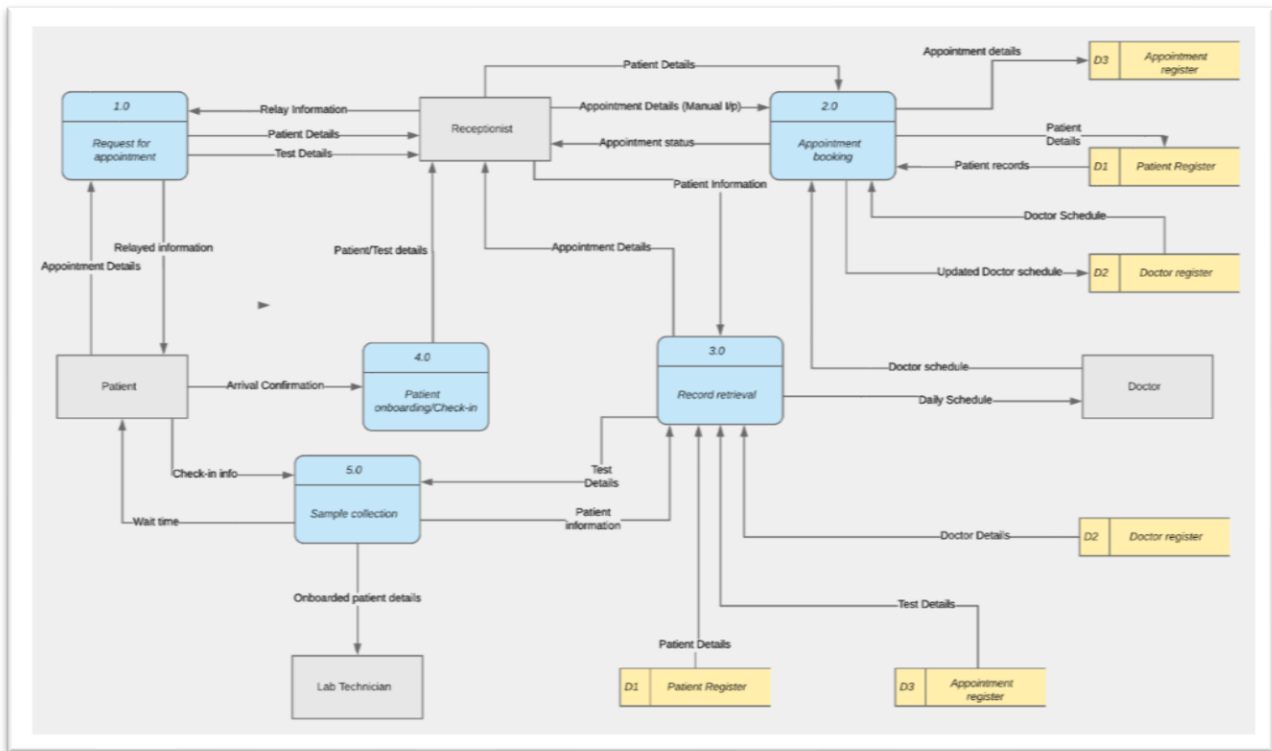 Appointment details
D3
Appointment
register
Patient Details
1.0
Request for
appointment
Relay Information
Patient Details
Test Details
Receptionist
Appointment Details (Manual I/p)
Appointment status
2.0
Appointment
booking
Patient
Details
Patient records
D1
Patient Register
Patient Information
Doctor Schedule
Relayed information
Appointment Details
Patient/Test details
Appointment Details
Updated Doctor schedule
D2
Doctor register
4.0
Patient
onboarding/Check-in
3.0
Record retrieval
Patient
Arrival Confirmation
Doctor schedule
Daily Schedule
Doctor
Check-in info
5.0
Sample collection
Test
Details
Wait time
Patient
information
Doctor Details
D2
Doctor register
Onboarded patient details
Test Details
Patient Details
Lab Technician
D1
Patient Register
D3
Appointment
register